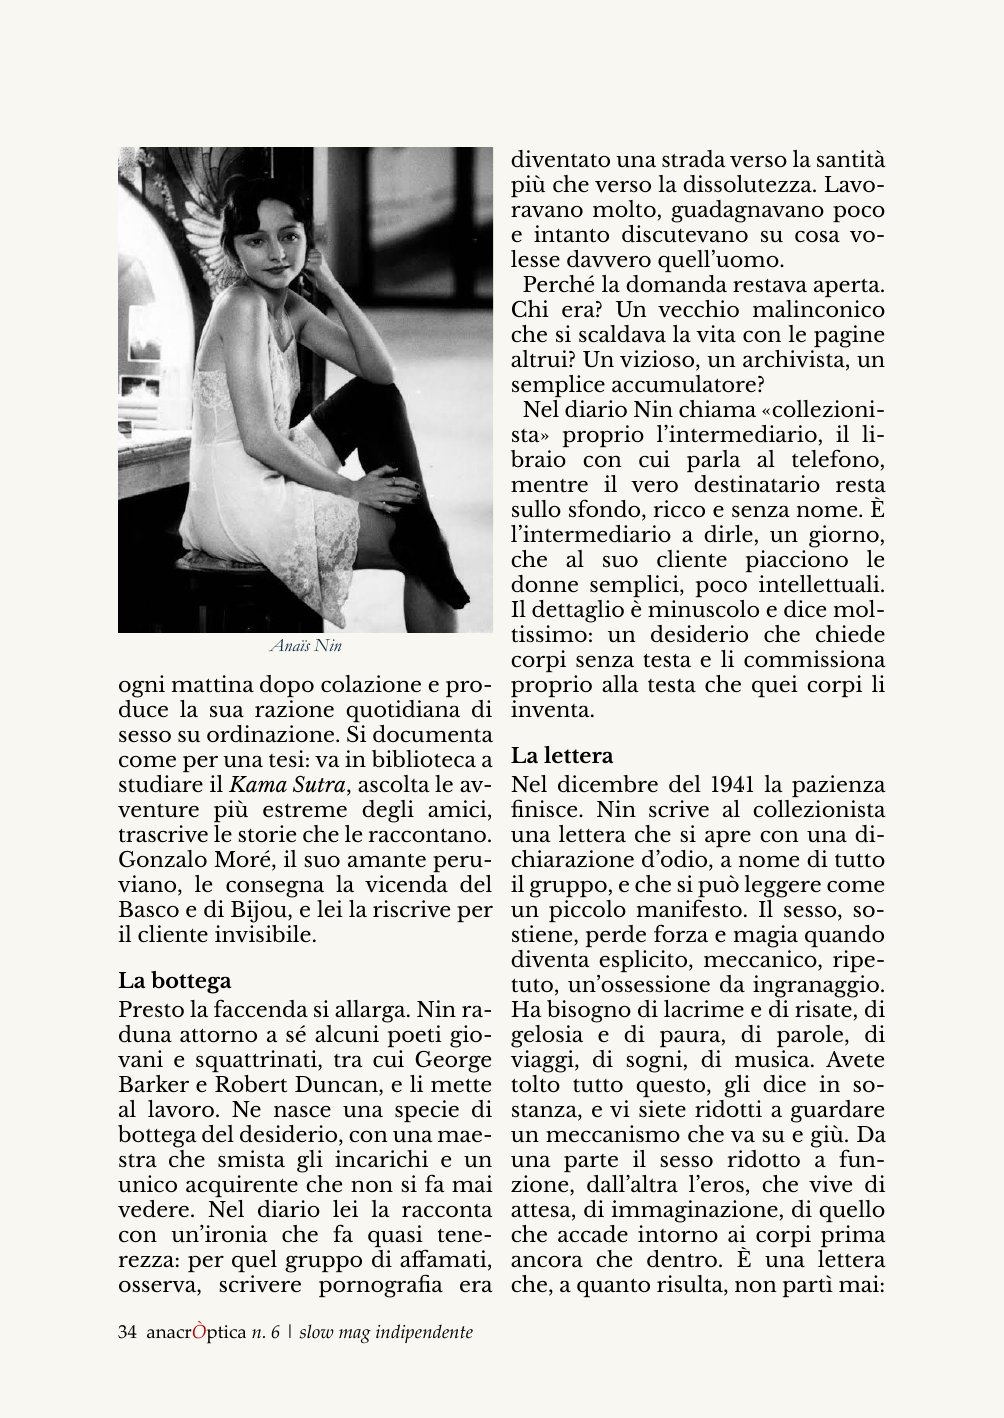 Anaïs Nin
ogni mattina dopo colazione e pro-
duce la sua razione quotidiana di
sesso su ordinazione. Si documenta
come per una tesi: va in biblioteca a
studiare il Kama Sutra, ascolta le av-
venture più estreme degli amici,
trascrive le storie che le raccontano.
Gonzalo Moré, il suo amante peru-
viano, le consegna la vicenda del
Basco e di Bijou, e lei la riscrive per
il cliente invisibile.
La bottega
Presto la faccenda si allarga. Nin ra-
duna attorno a sé alcuni poeti gio-
vani e squattrinati, tra cui George
Barker e Robert Duncan, e li mette
al lavoro. Ne nasce una specie di
bottega del desiderio, con una mae-
stra che smista gli incarichi e un
unico acquirente che non si fa mai
vedere. Nel diario lei la racconta
con un’ironia che fa quasi tene-
rezza: per quel gruppo di affamati,
osserva, scrivere pornografia era
diventato una strada verso la santità
più che verso la dissolutezza. Lavo-
ravano molto, guadagnavano poco
e intanto discutevano su cosa vo-
lesse davvero quell’uomo.
Perché la domanda restava aperta.
Chi era? Un vecchio malinconico
che si scaldava la vita con le pagine
altrui? Un vizioso, un archivista, un
semplice accumulatore?
Nel diario Nin chiama «collezioni-
sta» proprio l’intermediario, il li-
braio con cui parla al telefono,
mentre il vero destinatario resta
sullo sfondo, ricco e senza nome. È
l’intermediario a dirle, un giorno,
che al suo cliente piacciono le
donne semplici, poco intellettuali.
Il dettaglio è minuscolo e dice mol-
tissimo: un desiderio che chiede
corpi senza testa e li commissiona
proprio alla testa che quei corpi li
inventa.
La lettera
Nel dicembre del 1941 la pazienza
finisce. Nin scrive al collezionista
una lettera che si apre con una di-
chiarazione d’odio, a nome di tutto
il gruppo, e che si può leggere come
un piccolo manifesto. Il sesso, so-
stiene, perde forza e magia quando
diventa esplicito, meccanico, ripe-
tuto, un’ossessione da ingranaggio.
Ha bisogno di lacrime e di risate, di
gelosia e di paura, di parole, di
viaggi, di sogni, di musica. Avete
tolto tutto questo, gli dice in so-
stanza, e vi siete ridotti a guardare
un meccanismo che va su e giù. Da
una parte il sesso ridotto a fun-
zione, dall’altra l’eros, che vive di
attesa, di immaginazione, di quello
che accade intorno ai corpi prima
ancora che dentro. È una lettera
che, a quanto risulta, non partì mai:
34 anacrÒptica n. 6 | slow mag indipendente